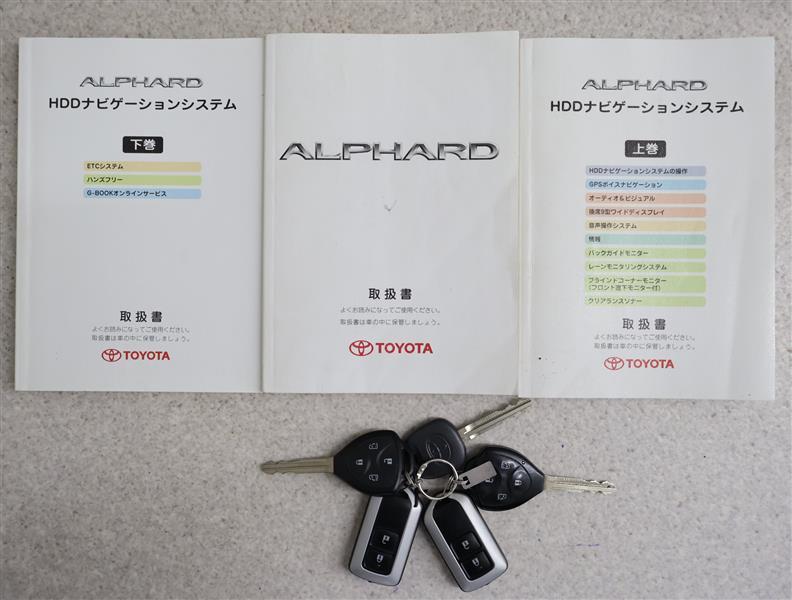 ALPHARD
HDDナビゲーションシステム
下巻
ETCシステム
ハンズフリー
G-BOOKオンラインサービス
取扱書
よくお読みになってご使用ください。
取扱書は車の中に保管しましょう。
TOYOTA
ALPHARD
取扱書
よくお読みになってご使用ください。
取扱書は車の中に保管しましょう。
TOYOTA
ALPHARD
HDDナビゲーションシステム
上巻
HDDナビゲーションシステムの操作
GPSボイスナビゲーション
オーディオ&ビジュアル
後席9型ワイドディスプレイ
音声操作システム
情報
バックガイドモニター
レーンモニタリングシステム
ブラインドコーナーモニター
(フロント直下モニター付)
クリアランスソナー
取扱書
よくお読みになってご使用ください。
取扱書は車の中に保管しましょう。
TOYOTA